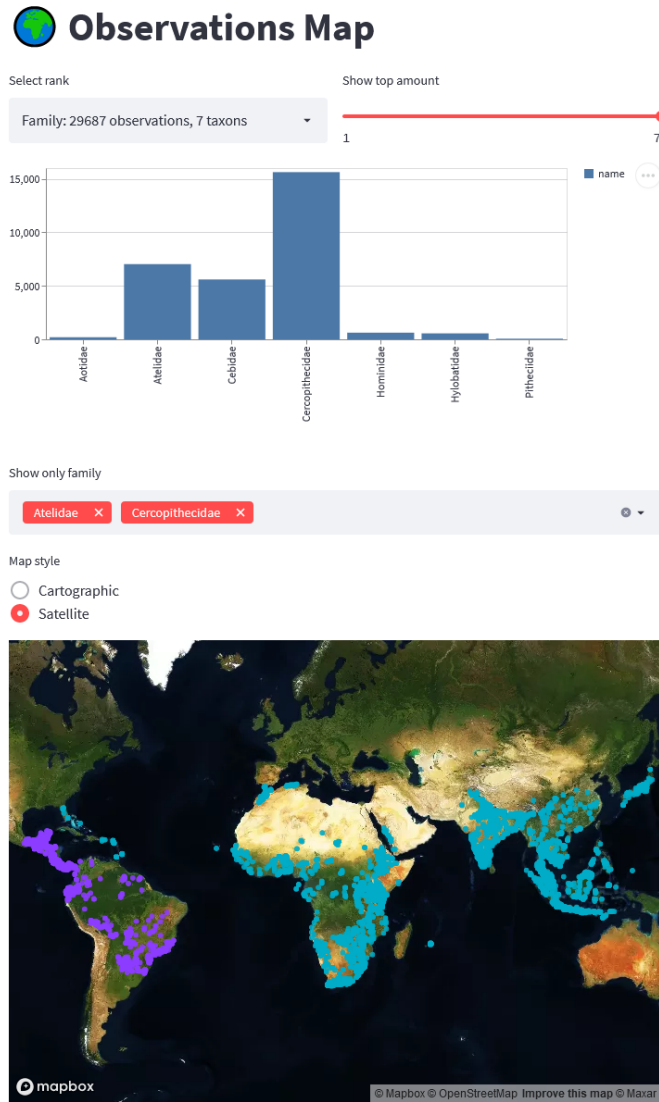 Observations Map
Select rank
Show top amount
Family: 29687 observations, 7 taxons
1
7
name
15,000
10,000
5,000
0
Aotidae
Atelidae
Cebidae
Cercopithecidae
Hominidae
Hylobatidae
Pitheciidae
Show only family
Atelidae
Cercopithecidae
Map style
Cartographic
Satellite
mapbox
© Mapbox © OpenStreetMap Improve this map © Maxar